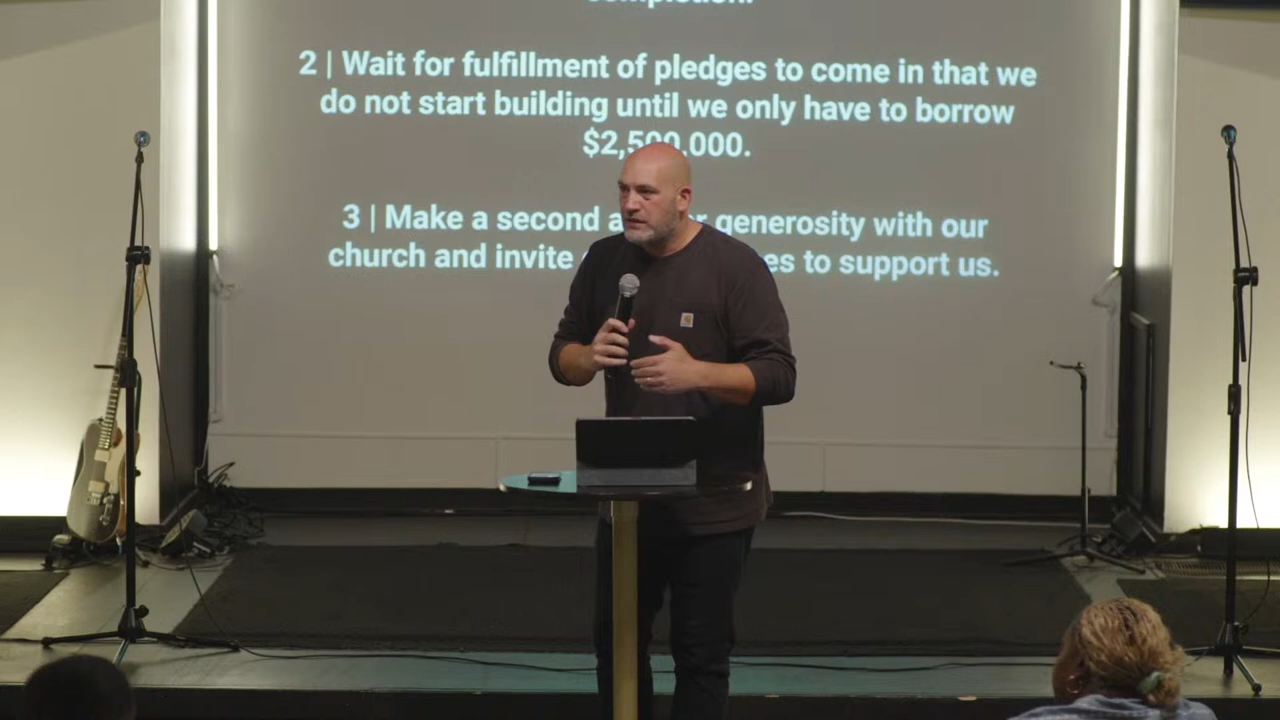 completion.
2 | Wait for fulfillment of pledges to come in that we
do not start building until we only have to borrow
$2,500,000.
3 | Make a second a generosity with our
church and invite to support us.